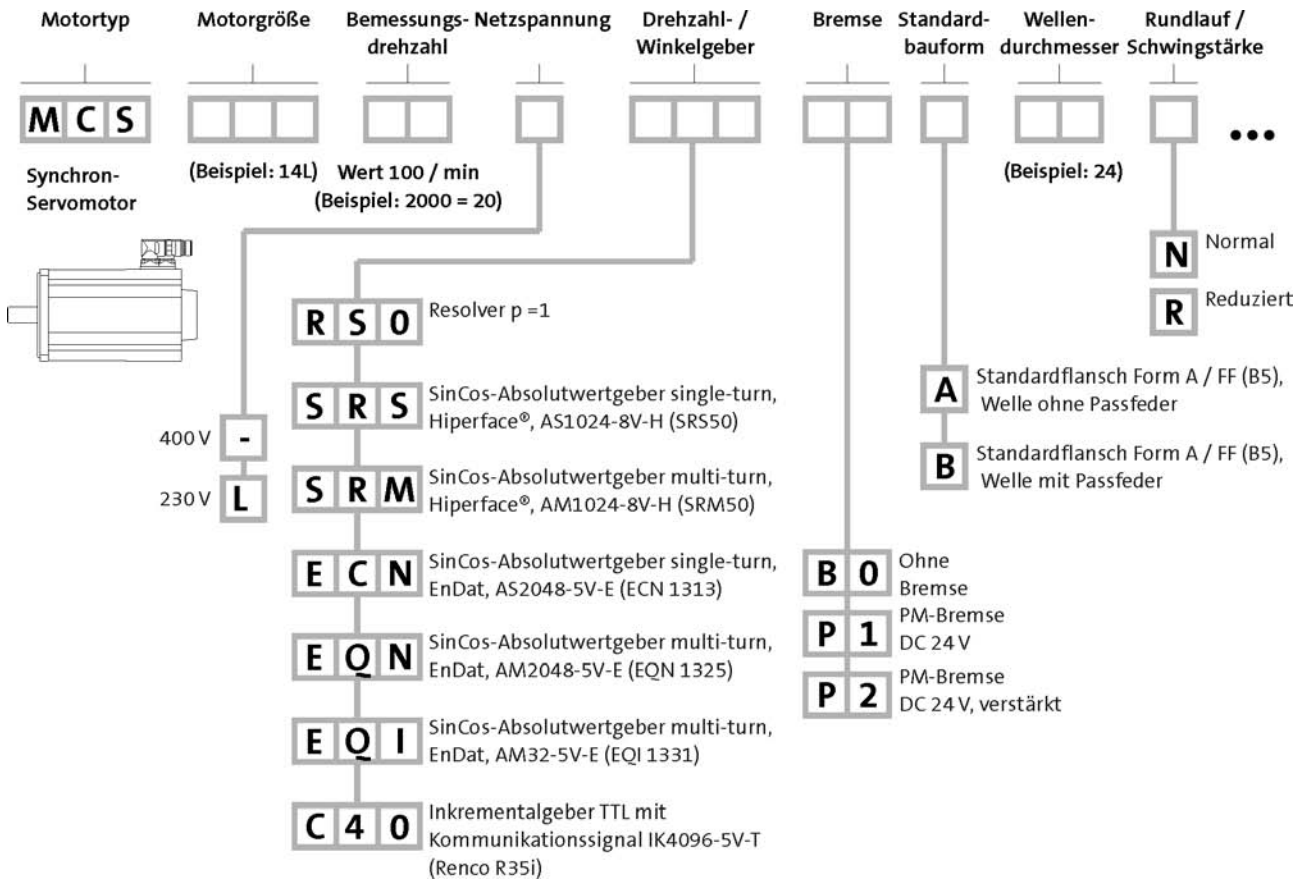 Motortyp
Motorgröße
Bemessungs-
drehzahl
Netzspannung
Drehzahl- /
Winkelgeber
Bremse
Standard-
bauform
Wellen-
durchmesser
Rundlauf /
Schwingstärke
M C S
...
Synchron-
Servomotor
(Beispiel: 14L)
Wert 100 / min
(Beispiel: 2000 = 20)
(Beispiel: 24)
400 V -
230 V L
R S 0
Resolver p =1
S R S
SinCos-Absolutwertgeber single-turn,
Hiperface®, AS1024-8V-H (SRS50)
S R M
SinCos-Absolutwertgeber multi-turn,
Hiperface®, AM1024-8V-H (SRM50)
E C N
SinCos-Absolutwertgeber single-turn,
EnDat, AS2048-5V-E (ECN 1313)
E Q N
SinCos-Absolutwertgeber multi-turn,
EnDat, AM2048-5V-E (EQN 1325)
E Q I
SinCos-Absolutwertgeber multi-turn,
EnDat, AM32-5V-E (EQI 1331)
C 4 0
Inkrementalgeber TTL mit
Kommunikationssignal IK4096-5V-T
(Renco R35i)
B 0
Ohne
Bremse
P 1
PM-Bremse
DC 24 V
P 2
PM-Bremse
DC 24 V, verstärkt
A
Standardflansch Form A / FF (B5),
Welle ohne Passfeder
B
Standardflansch Form A / FF (B5),
Welle mit Passfeder
N Normal
R Reduziert